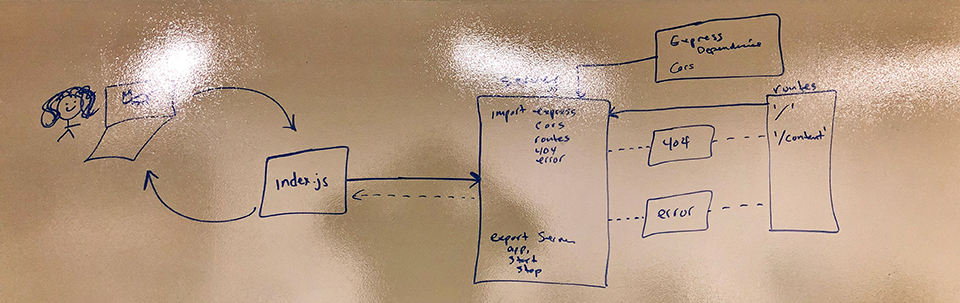 index.js
server
import express
cors
routes
404
error
export Server
app,
start
stop
Express
Dependencies
Cors
404
error
routes
'/'
'/content'